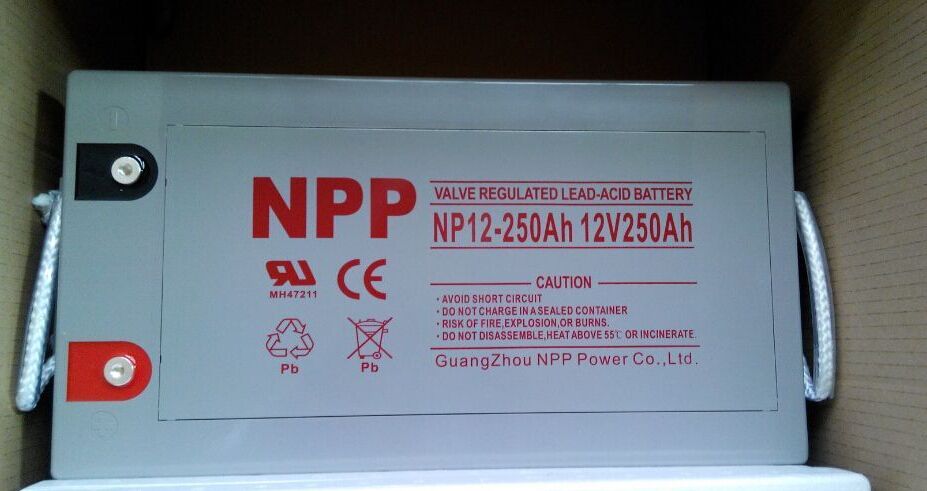 NPP
VALVE REGULATED LEAD-ACID BATTERY
NP12-250Ah 12V250Ah
MH47211
CE
CAUTION
· AVOID SHORT CIRCUIT
· DO NOT CHARGE IN A SEALED CONTAINER
· RISK OF FIRE,EXPLOSION,OR BURNS.
· DO NOT DISASSEMBLE,HEAT ABOVE 55℃ OR INCINERATE.
Pb
Pb
GuangZhou NPP Power Co.,Ltd.